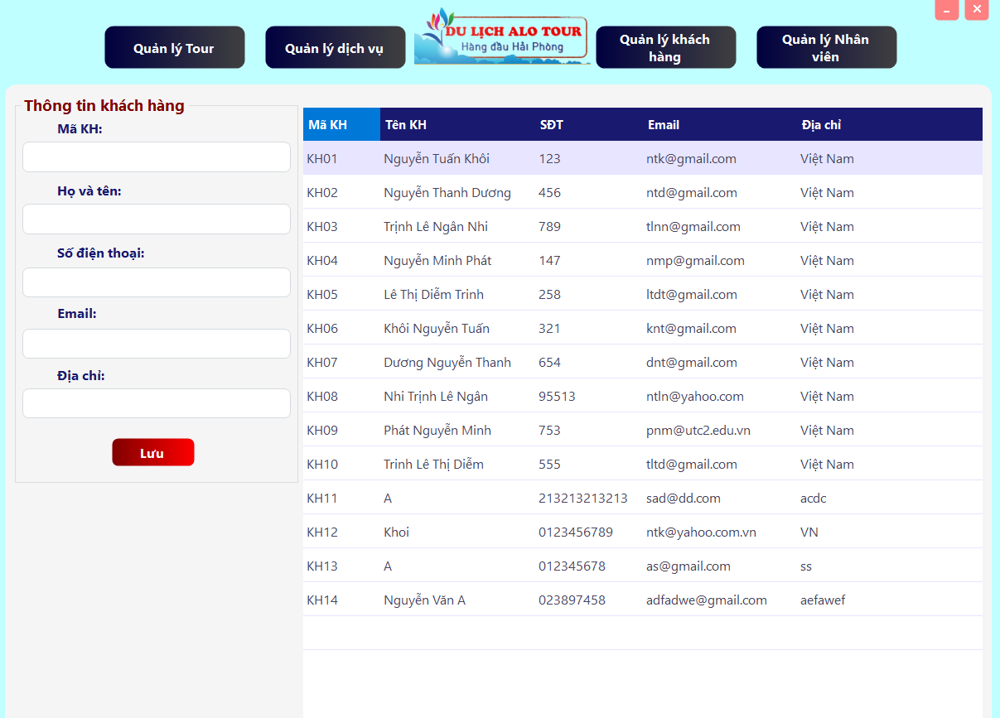 Quản lý Tour
Quản lý dịch vụ
DU LỊCH ALO TOUR
Hàng đầu Hải Phòng
Quản lý khách
hàng
Quản lý Nhân
viên
Thông tin khách hàng
Mã KH:
Họ và tên:
Số điện thoại:
Email:
Địa chỉ:
Lưu
Mã KH Tên KH SĐT Email Địa chỉ
KH01 Nguyễn Tuấn Khôi 123 ntk@gmail.com Việt Nam
KH02 Nguyễn Thanh Dương 456 ntd@gmail.com Việt Nam
KH03 Trịnh Lê Ngân Nhi 789 tlnn@gmail.com Việt Nam
KH04 Nguyễn Minh Phát 147 nmp@gmail.com Việt Nam
KH05 Lê Thị Diễm Trinh 258 ltdt@gmail.com Việt Nam
KH06 Khôi Nguyễn Tuấn 321 knt@gmail.com Việt Nam
KH07 Dương Nguyễn Thanh 654 dnt@gmail.com Việt Nam
KH08 Nhi Trịnh Lê Ngân 95513 ntln@yahoo.com Việt Nam
KH09 Phát Nguyễn Minh 753 pnm@utc2.edu.vn Việt Nam
KH10 Trinh Lê Thị Diễm 555 tltd@gmail.com Việt Nam
KH11 A 213213213213 sad@dd.com acdc
KH12 Khoi 0123456789 ntk@yahoo.com.vn VN
KH13 A 012345678 as@gmail.com ss
KH14 Nguyễn Văn A 023897458 adfadwe@gmail.com aefawef